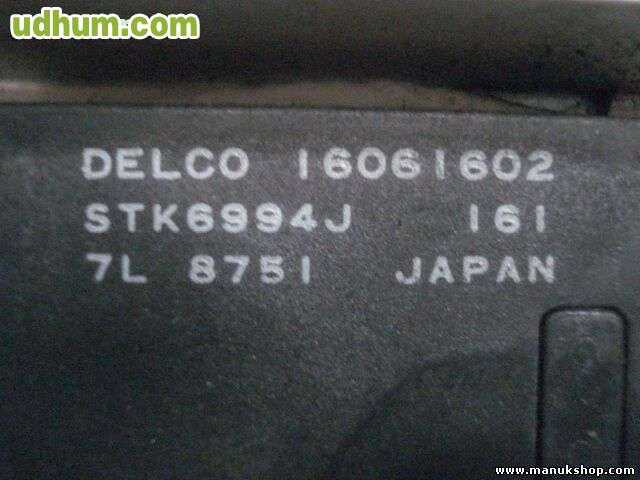 udhum.com
DELCO 16061602
STK6994J 161
7L 8751 JAPAN
www.manukshop.com